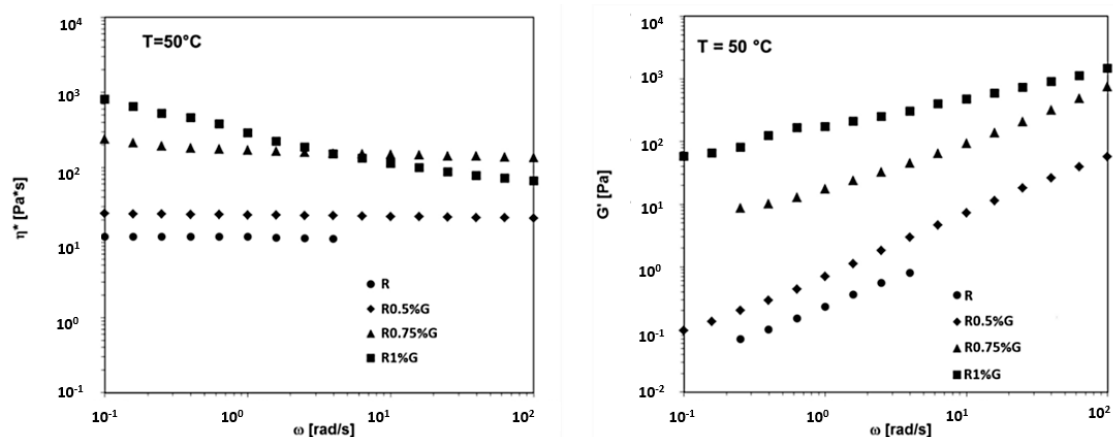 T=50°C
η* [Pa*s]
10⁴
10³
10²
10¹
10⁰
10⁻¹
R
R0.5%G
R0.75%G
R1%G
10⁻¹ 10⁰ 10¹ 10²
ω [rad/s]
T = 50 °C
G' [Pa]
10⁴
10³
10²
10¹
10⁰
10⁻¹
10⁻²
R
R0.5%G
R0.75%G
R1%G
10⁻¹ 10⁰ 10¹ 10²
ω [rad/s]